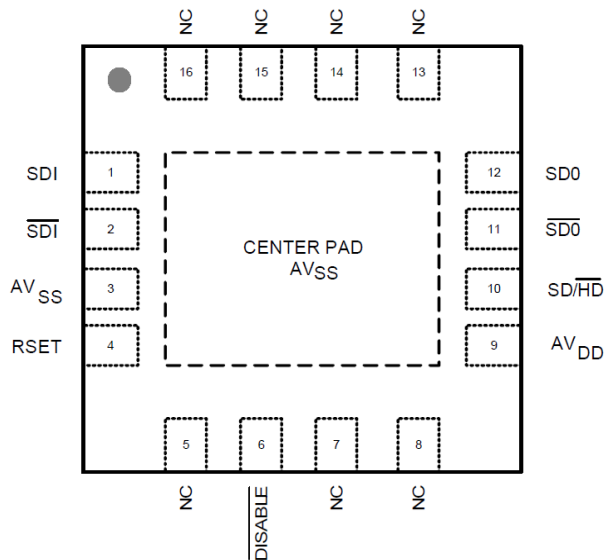 NC NC NC NC
16 15 14 13
SDI 1 12 SD0
SDI 2 11 SD0
CENTER PAD
AVSS
AVSS 3 10 SD/HD
RSET 4 9 AVDD
5 6 7 8
NC DISABLE NC NC